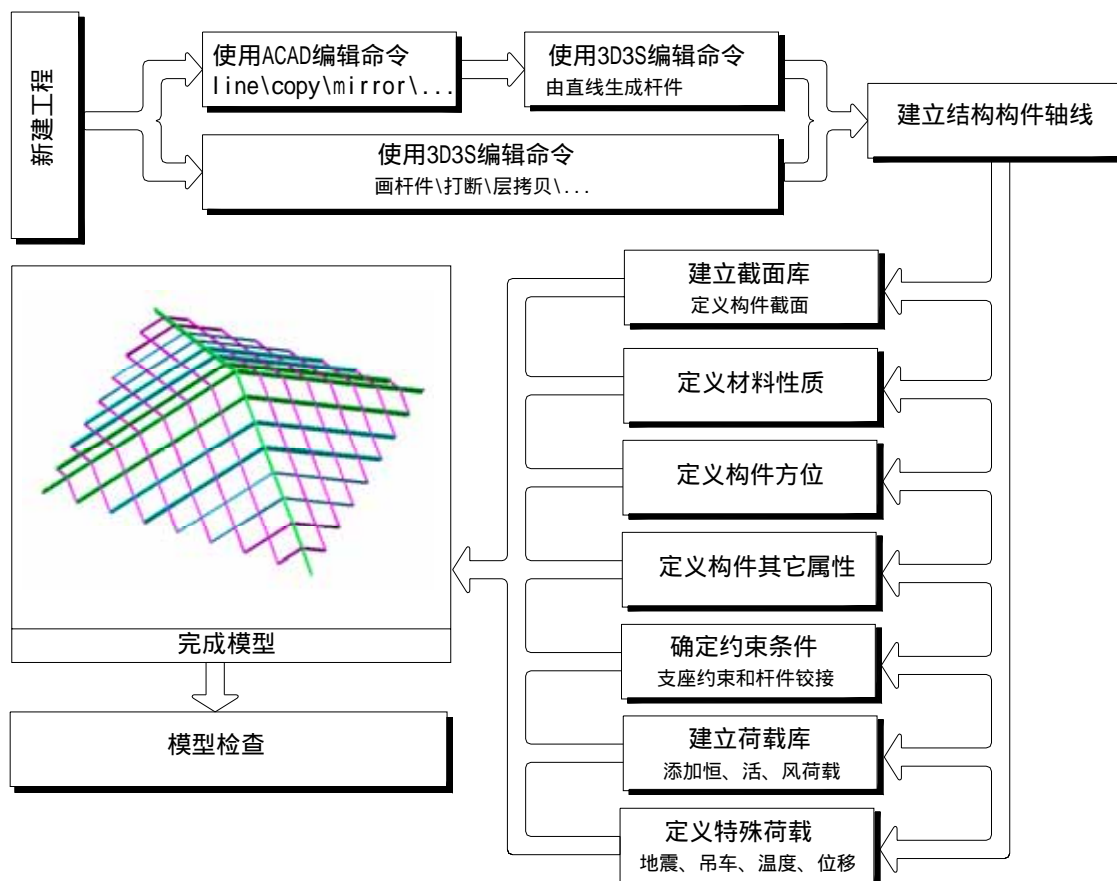 新建工程
使用ACAD编辑命令
line\copy\mirror\...
使用3D3S编辑命令
由直线生成杆件
使用3D3S编辑命令
画杆件\打断\层拷贝\...
建立结构构件轴线
建立截面库
定义构件截面
定义材料性质
定义构件方位
定义构件其它属性
确定约束条件
支座约束和杆件铰接
建立荷载库
添加恒、活、风荷载
定义特殊荷载
地震、吊车、温度、位移
完成模型
模型检查